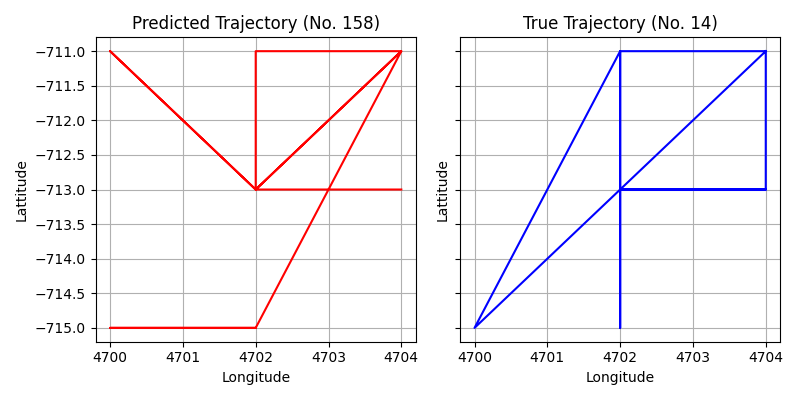 Predicted Trajectory (No. 158)
True Trajectory (No. 14)
Lattitude
−711.0
−711.5
−712.0
−712.5
−713.0
−713.5
−714.0
−714.5
−715.0
4700 4701 4702 4703 4704
Longitude
Lattitude
4700 4701 4702 4703 4704
Longitude